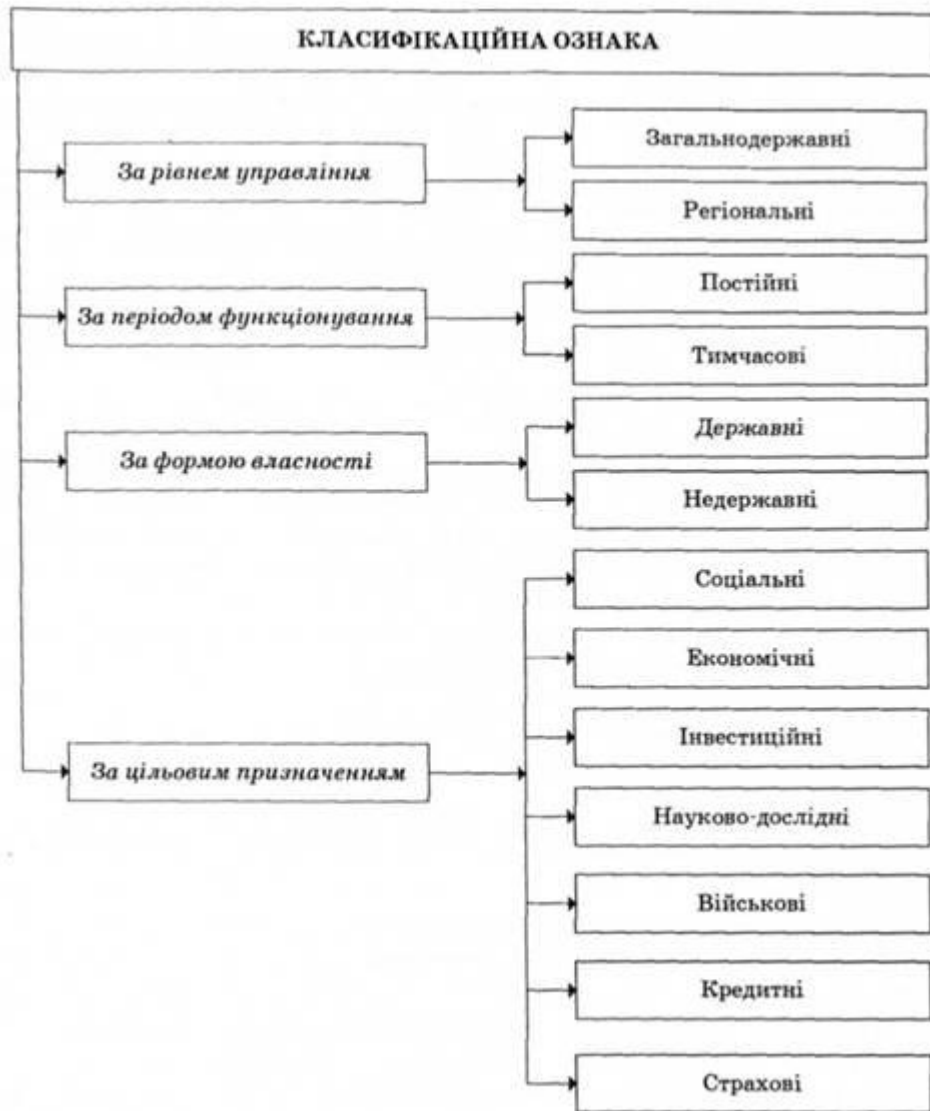 КЛАСИФІКАЦІЙНА ОЗНАКА
За рівнем управління
Загальнодержавні
Регіональні
За періодом функціонування
Постійні
Тимчасові
За формою власності
Державні
Недержавні
За цільовим призначенням
Соціальні
Економічні
Інвестиційні
Науково-дослідні
Військові
Кредитні
Страхові